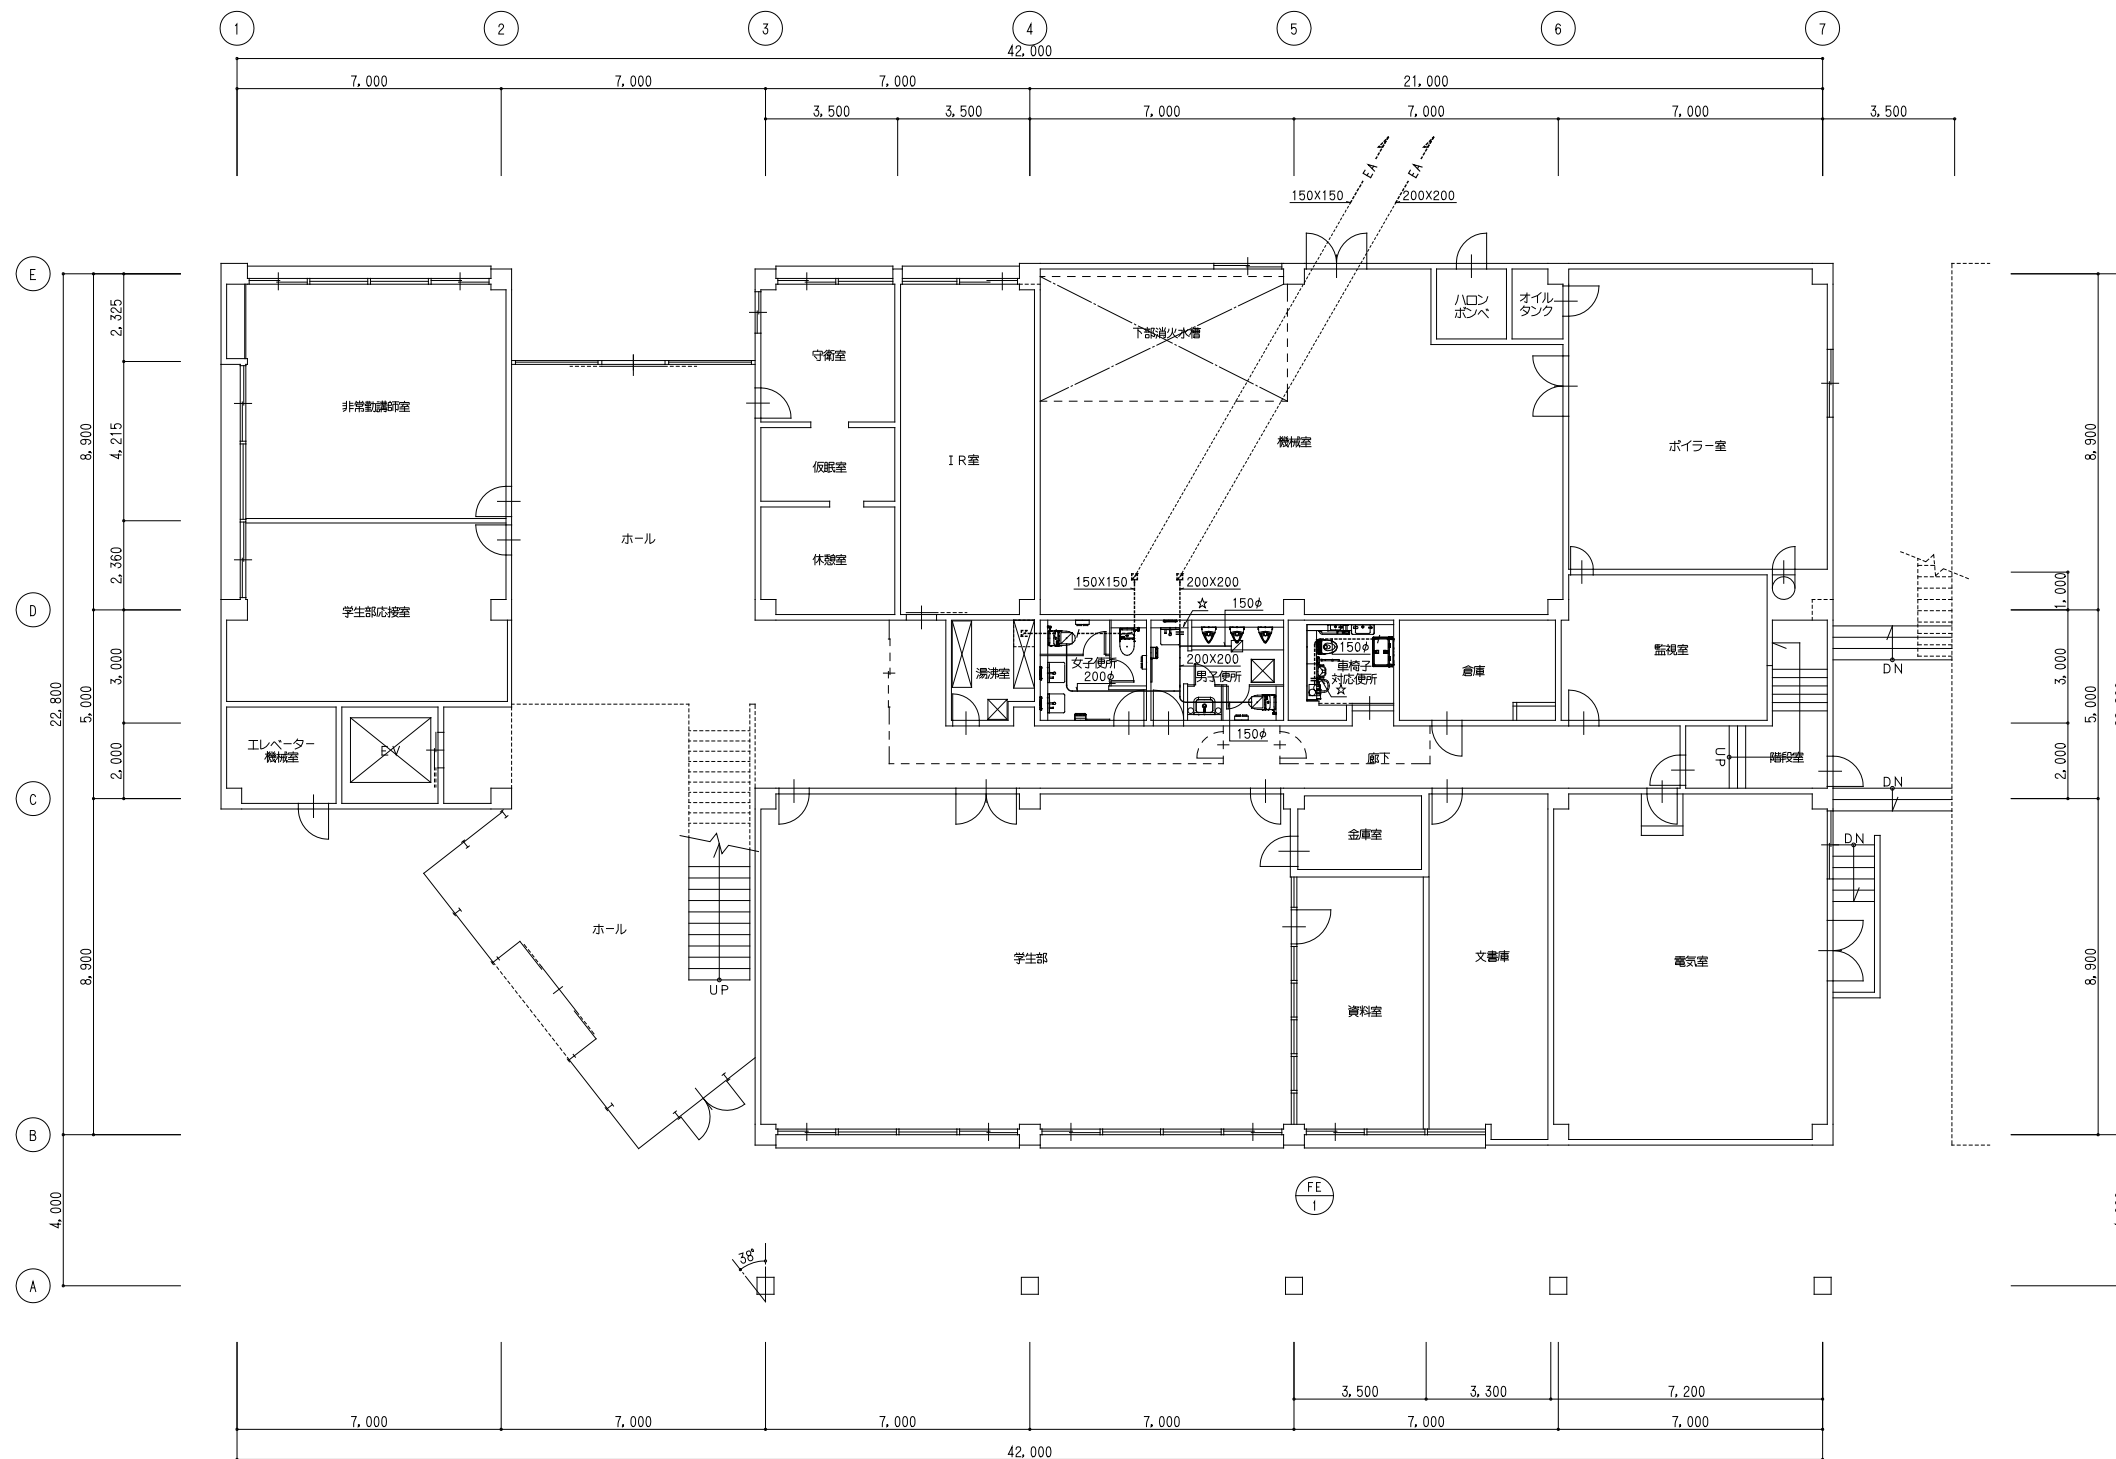 1
2
3
4
5
6
7
42,000
7,000
7,000
7,000
21,000
3,500
3,500
7,000
7,000
7,000
3,500
EA
EA
150X150
200X200
E
2,325
8,900
4,215
2,360
D
22,800
5,000
3,000
2,000
C
8,900
B
4,000
A
守衛室
下部消火水槽
ハロン
ボンベ
オイル
タンク
非常勤講師室
機械室
ボイラー室
仮眠室
IR室
ホール
休憩室
150X150
200X200
☆
150φ
学生部応接室
湯沸室
女子便所
200φ
200X200
男子便所
150φ
車椅子
対応便所
☆
倉庫
監視室
DN
エレベーター
機械室
EV
150φ
廊下
UP
階段室
DN
金庫室
DN
ホール
学生部
文書庫
電気室
UP
資料室
FE
1
38°
8,900
1,000
3,000
5,000
2,000
8,900
3,500
3,300
7,200
7,000
7,000
7,000
7,000
7,000
7,000
42,000